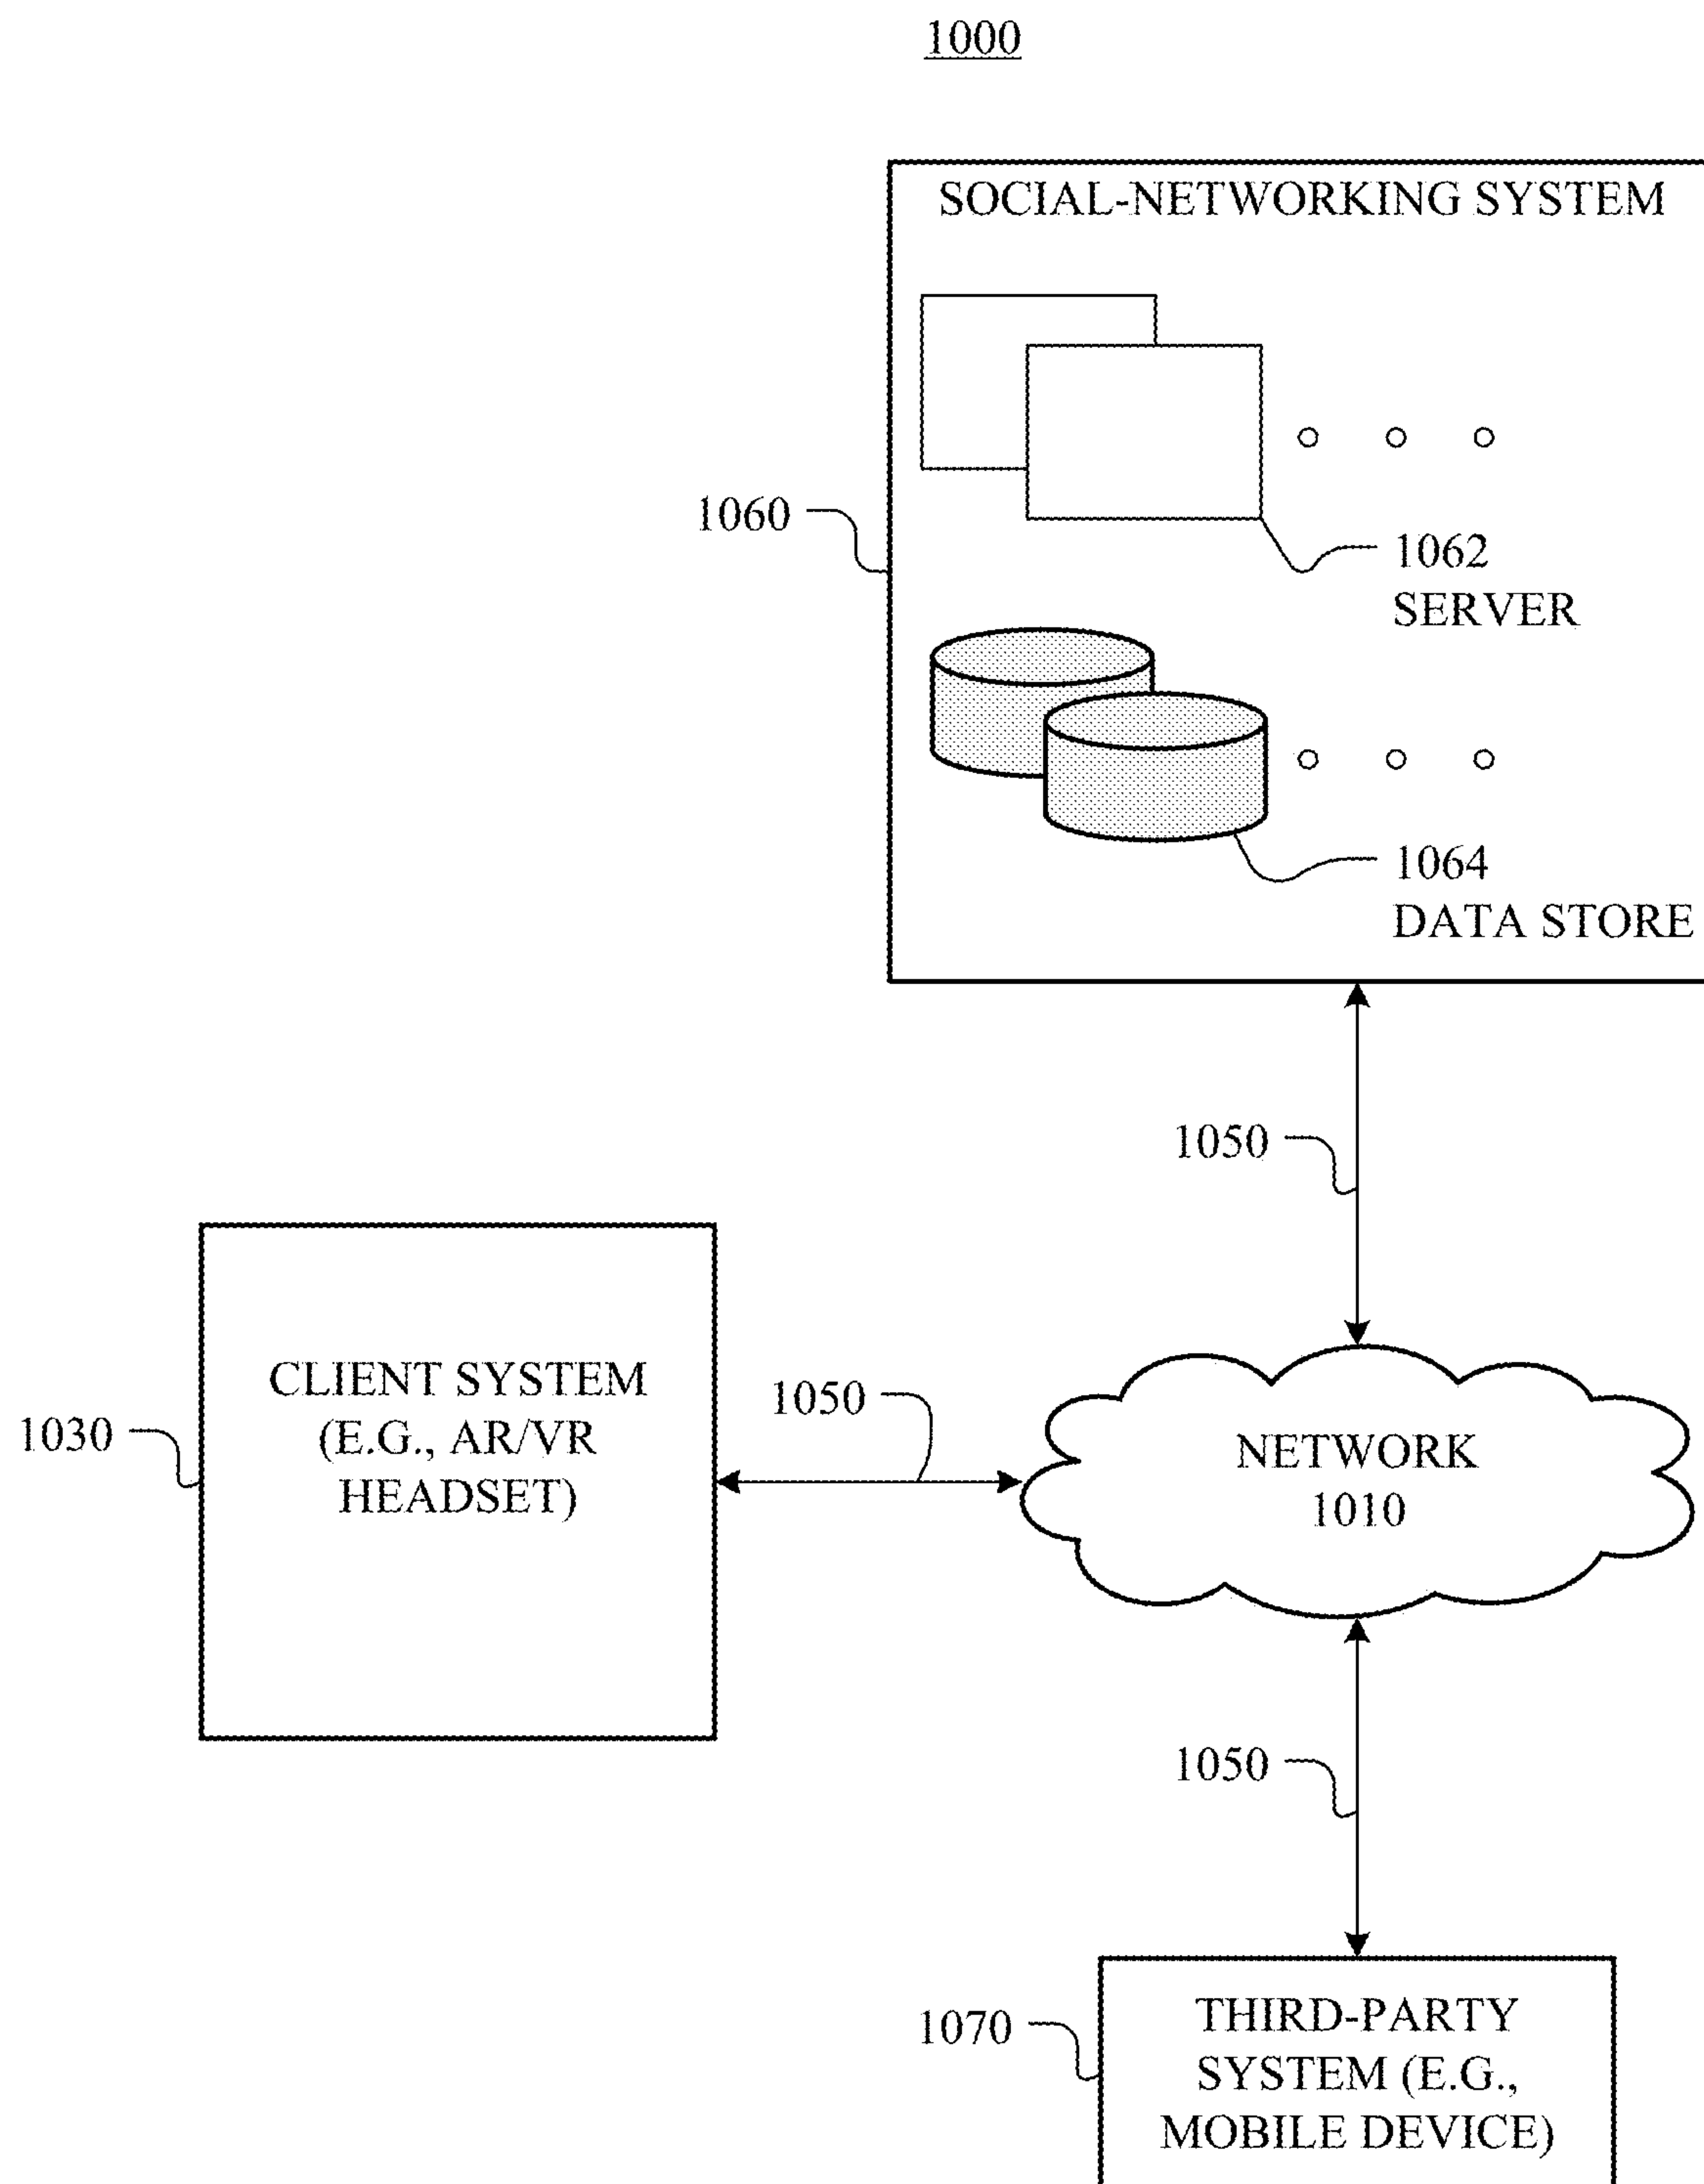 1000
SOCIAL-NETWORKING SYSTEM
1060
1062
SERVER
1064
DATA STORE
1050
CLIENT SYSTEM
(E.G., AR/VR
HEADSET)
1030
1050
NETWORK
1010
1050
1070
THIRD-PARTY
SYSTEM (E.G.,
MOBILE DEVICE)